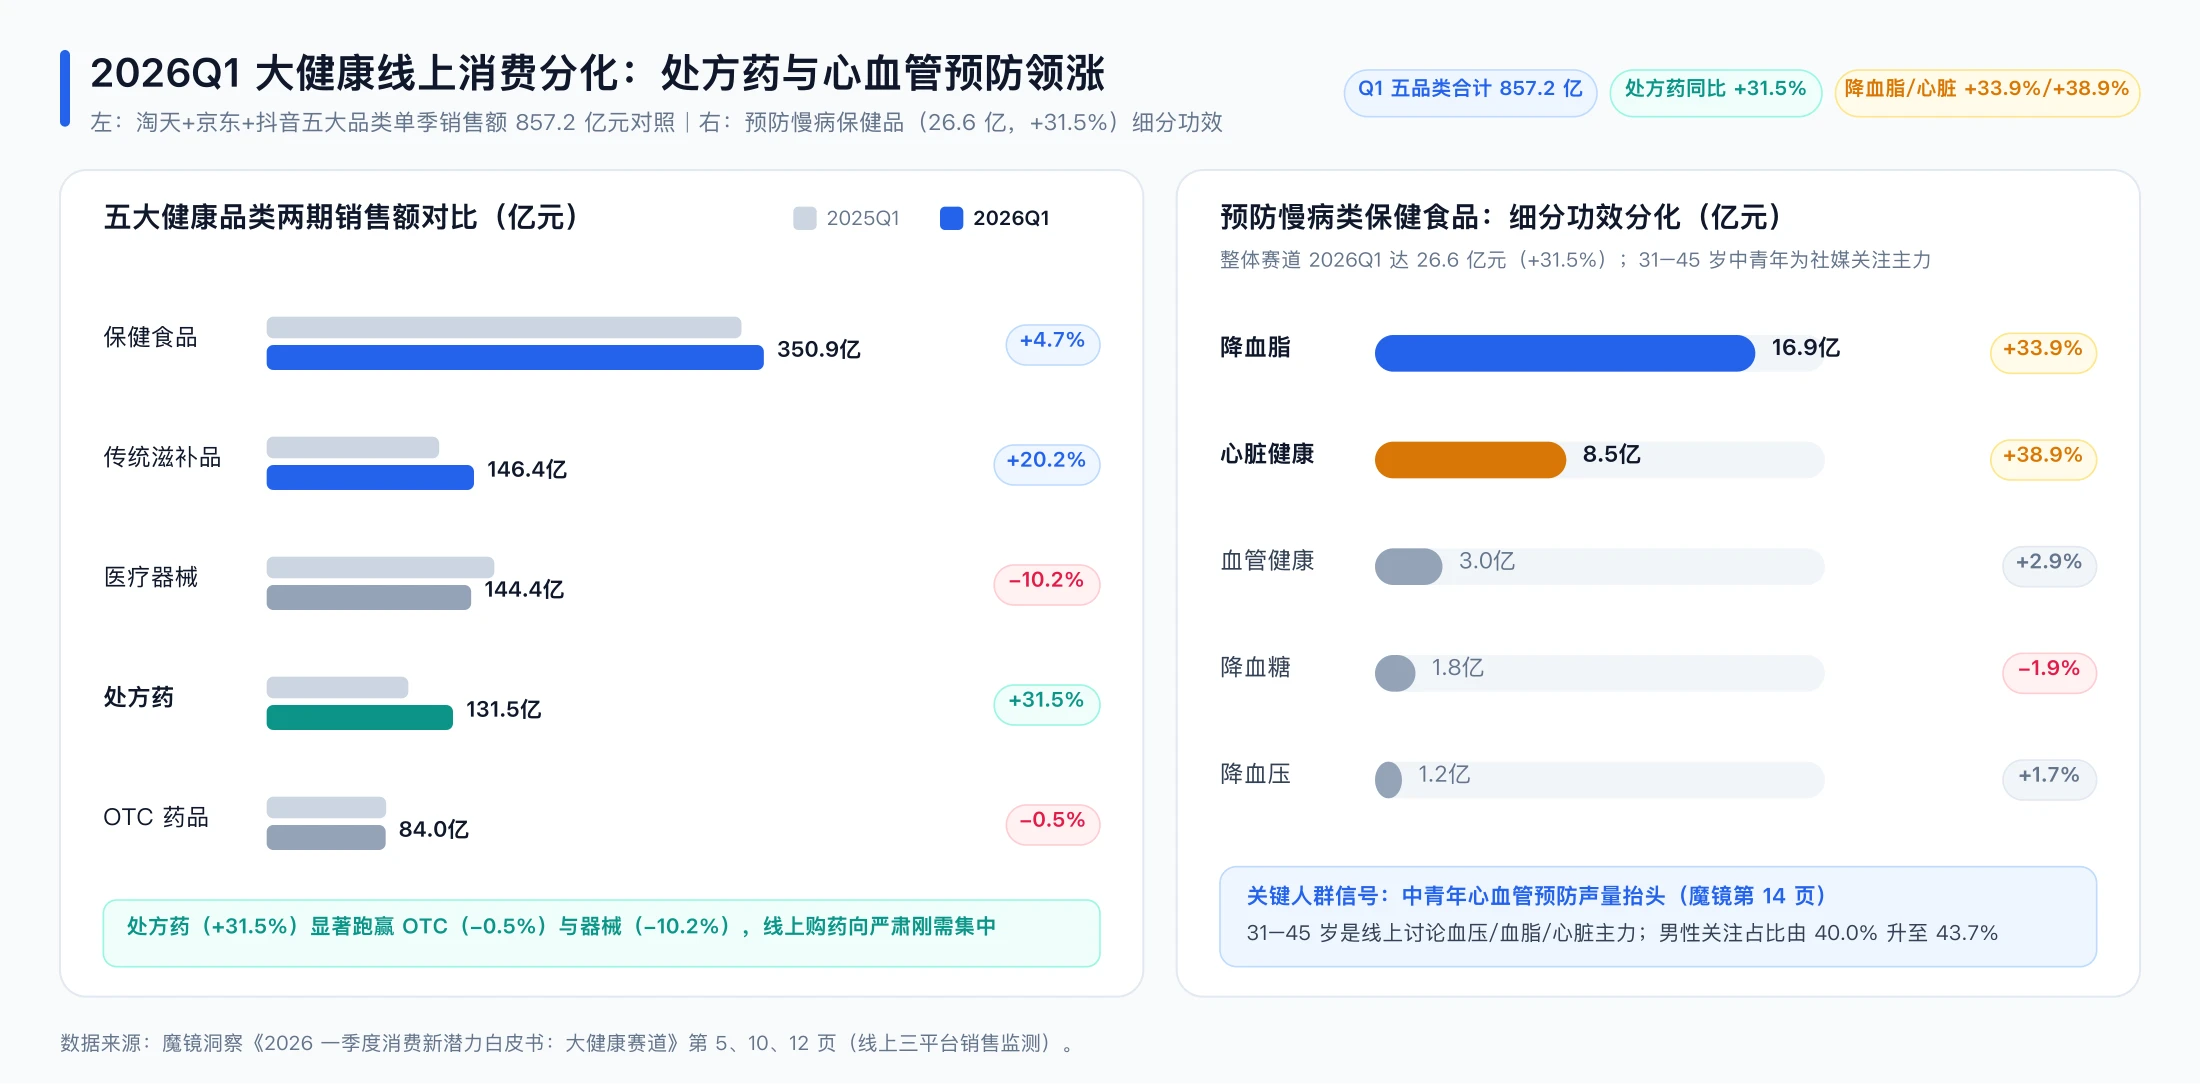 2026Q1 大健康线上消费分化：处方药与心血管预防领涨
左：淘天+京东+抖音五大品类单季销售额 857.2 亿元对照｜右：预防慢病保健品（26.6 亿，+31.5%）细分功效
Q1 五品类合计 857.2 亿
处方药同比 +31.5%
降血脂/心脏 +33.9%/+38.9%
五大健康品类两期销售额对比（亿元）
2025Q1
2026Q1
保健食品
350.9亿
+4.7%
传统滋补品
146.4亿
+20.2%
医疗器械
144.4亿
−10.2%
处方药
131.5亿
+31.5%
OTC 药品
84.0亿
−0.5%
处方药（+31.5%）显著跑赢 OTC（−0.5%）与器械（−10.2%），线上购药向严肃刚需集中
预防慢病类保健食品：细分功效分化（亿元）
整体赛道 2026Q1 达 26.6 亿元（+31.5%）；31—45 岁中青年为社媒关注主力
降血脂
16.9亿
+33.9%
心脏健康
8.5亿
+38.9%
血管健康
3.0亿
+2.9%
降血糖
1.8亿
−1.9%
降血压
1.2亿
+1.7%
关键人群信号：中青年心血管预防声量抬头（魔镜第 14 页）
31—45 岁是线上讨论血压/血脂/心脏主力；男性关注占比由 40.0% 升至 43.7%
数据来源：魔镜洞察《2026 一季度消费新潜力白皮书：大健康赛道》第 5、10、12 页（线上三平台销售监测）。